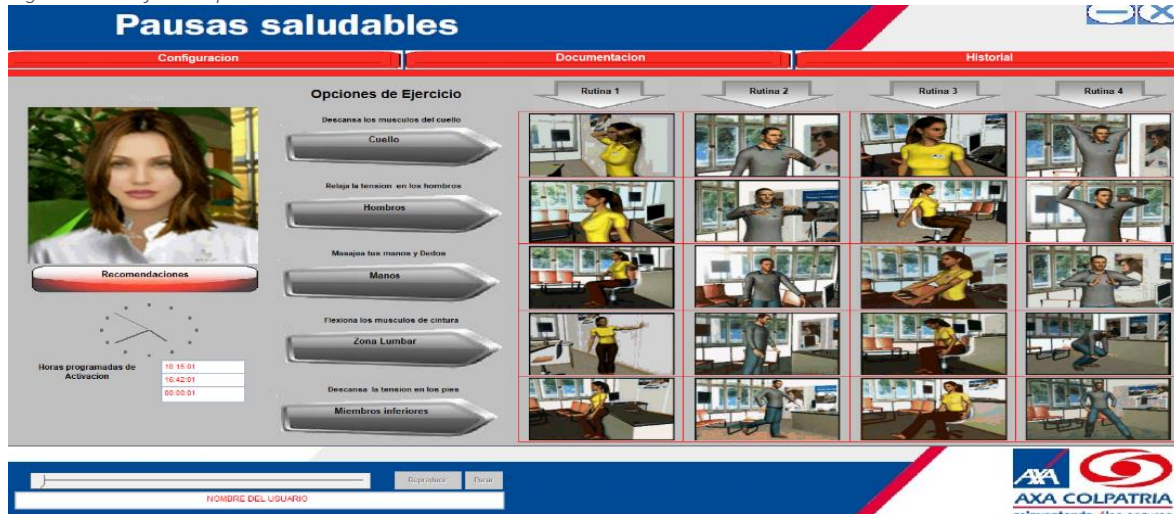 Pausas saludables
Configuracion
Documentacion
Historial
Opciones de Ejercicio
Rutina 1
Rutina 2
Rutina 3
Rutina 4
Descansa los musculos del cuello
Cuello
Relaja la tension en los hombros
Hombros
Masajea tus manos y Dedos
Manos
Flexiona los musculos de cintura
Zona Lumbar
Descansa la tension en los pies
Miembros inferiores
Recomendaciones
Horas programadas de
Activacion
10:15:01
16:42:01
00:00:01
Reproducir
Parar
NOMBRE DEL USUARIO
AXA
AXA COLPATRIA